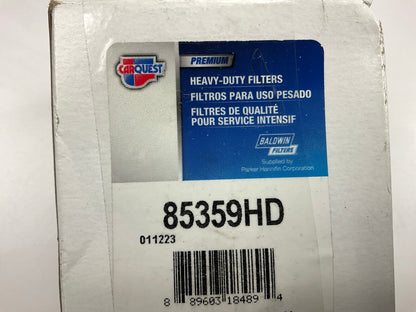 CARQUEST
PREMIUM
HEAVY-DUTY FILTERS
FILTROS PARA USO PESADO
FILTRES DE QUALITÉ
POUR SERVICE INTENSIF
BALDWIN
FILTERS
Supplied by
Parker Hannifin Corporation
85359HD
011223
8 89603 18489 4